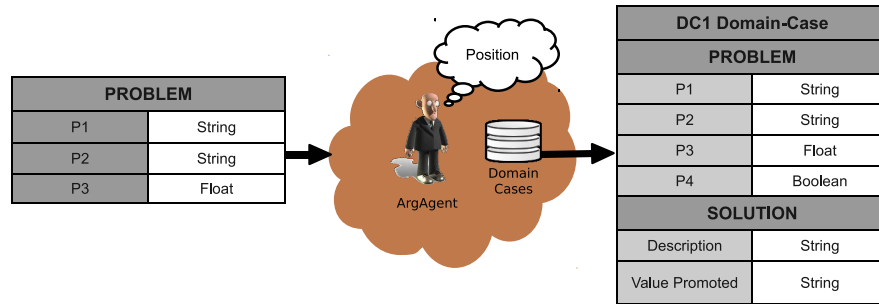 PROBLEM
P1 String
P2 String
P3 Float
Position
ArgAgent
Domain
Cases
DC1 Domain-Case
PROBLEM
P1 String
P2 String
P3 Float
P4 Boolean
SOLUTION
Description String
Value Promoted String